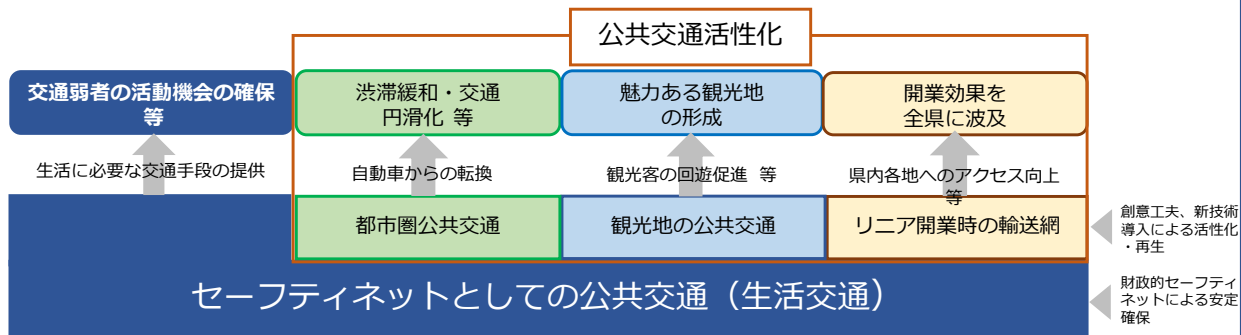 公共交通活性化
交通弱者の活動機会の確保
等
渋滞緩和・交通
円滑化 等
魅力ある観光地
の形成
開業効果を
全県に波及
生活に必要な交通手段の提供
自動車からの転換
観光客の回遊促進 等
県内各地へのアクセス向上
等
都市圏公共交通
観光地の公共交通
リニア開業時の輸送網
創意工夫、新技術
導入による活性化
・再生
セーフティネットとしての公共交通（生活交通）
財政的セーフティ
ネットによる安定
確保